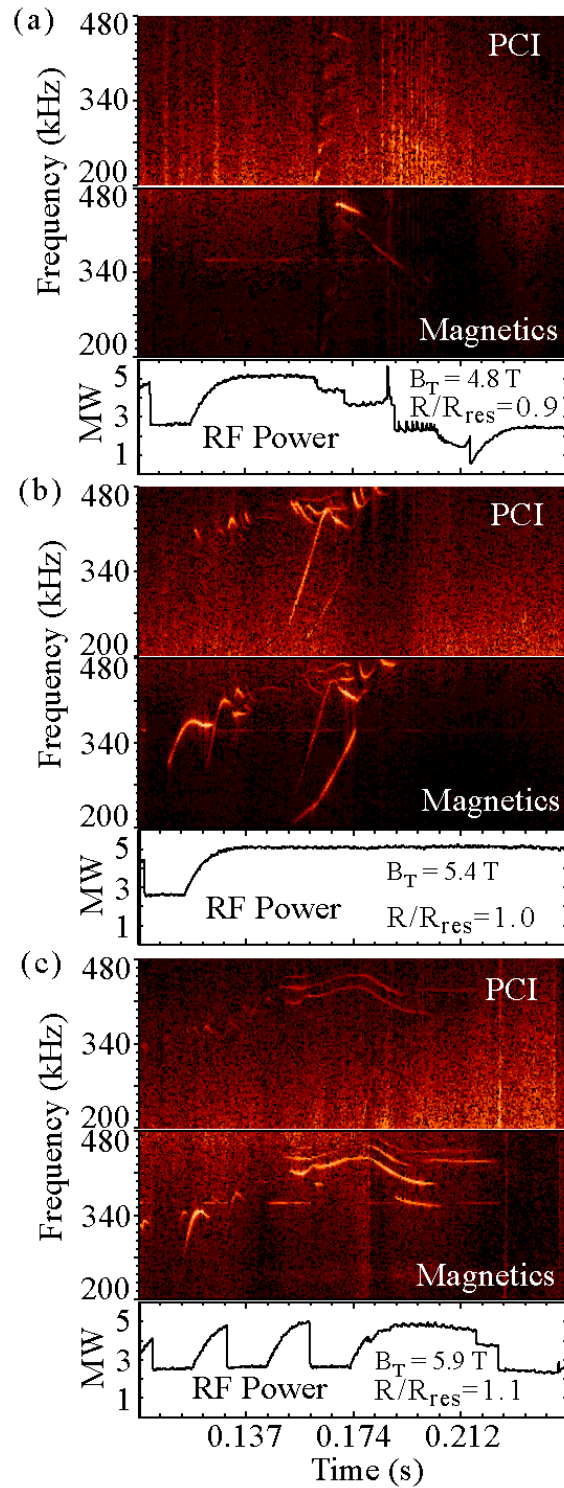 (a)
480
PCI
340
200
480
340
Magnetics
200
Frequency (kHz)
5
B_T = 4.8 T
3
R/R_res=0.9
1
MW
RF Power
(b)
480
PCI
340
200
480
340
Magnetics
200
Frequency (kHz)
5
B_T = 5.4 T
3
RF Power
R/R_res=1.0
1
MW
(c)
480
PCI
340
200
480
340
Magnetics
200
Frequency (kHz)
5
3
B_T = 5.9 T
1
RF Power
R/R_res=1.1
MW
0.137 0.174 0.212
Time (s)